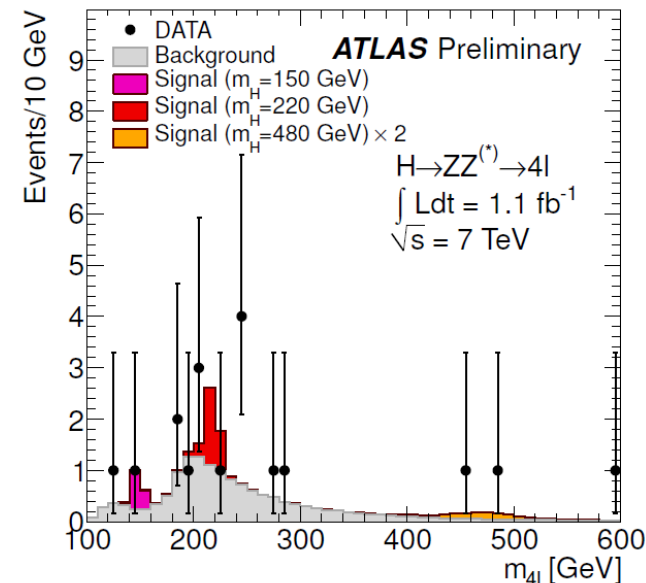 DATA
Background
Signal (m_H=150 GeV)
Signal (m_H=220 GeV)
Signal (m_H=480 GeV) × 2
ATLAS Preliminary
H→ZZ^(*)→4l
∫ Ldt = 1.1 fb^-1
√s = 7 TeV
Events/10 GeV
9
8
7
6
5
4
3
2
1
0
100 200 300 400 500 600
m_4l [GeV]